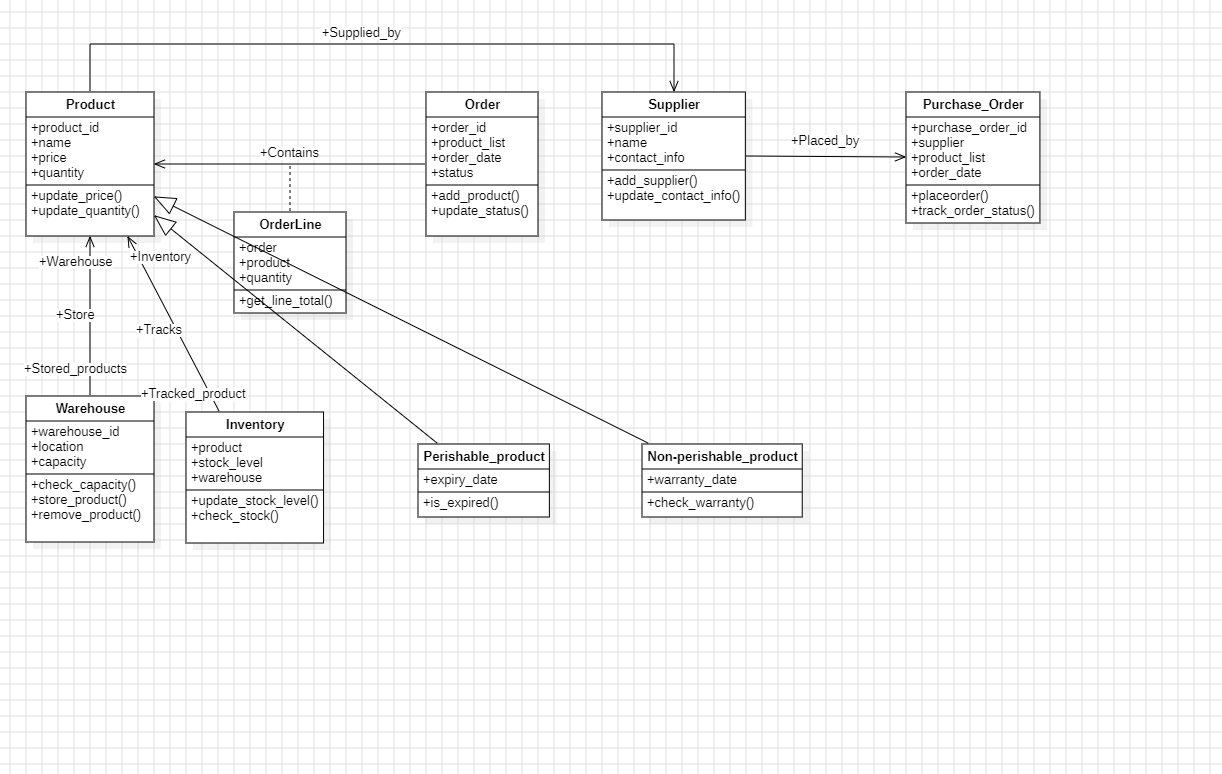 +Supplied_by
Product
+product_id
+name
+price
+quantity
+update_price()
+update_quantity()
+Contains
Order
+order_id
+product_list
+order_date
+status
+add_product()
+update_status()
Supplier
+supplier_id
+name
+contact_info
+add_supplier()
+update_contact_info()
+Placed_by
Purchase_Order
+purchase_order_id
+supplier
+product_list
+order_date
+placeorder()
+track_order_status()
OrderLine
+order
+product
+quantity
+get_line_total()
+Warehouse
+Inventory
+Store
+Tracks
+Stored_products
+Tracked_product
Warehouse
+warehouse_id
+location
+capacity
+check_capacity()
+store_product()
+remove_product()
Inventory
+product
+stock_level
+warehouse
+update_stock_level()
+check_stock()
Perishable_product
+expiry_date
+is_expired()
Non-perishable_product
+warranty_date
+check_warranty()